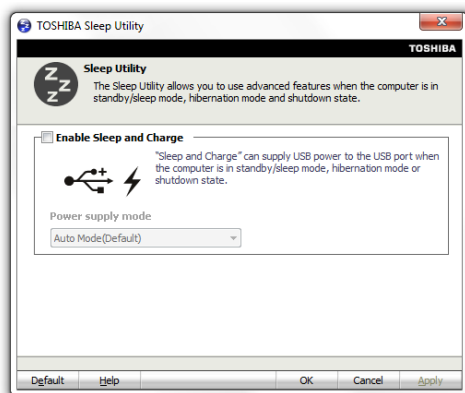 TOSHIBA Sleep Utility
x
TOSHIBA
Z
Z
Z
Sleep Utility
The Sleep Utility allows you to use advanced features when the computer is in
standby/sleep mode, hibernation mode and shutdown state.
Enable Sleep and Charge
"Sleep and Charge" can supply USB power to the USB port when
the computer is in standby/sleep mode, hibernation mode or
shutdown state.
Power supply mode
Auto Mode(Default)
Default Help OK Cancel Apply